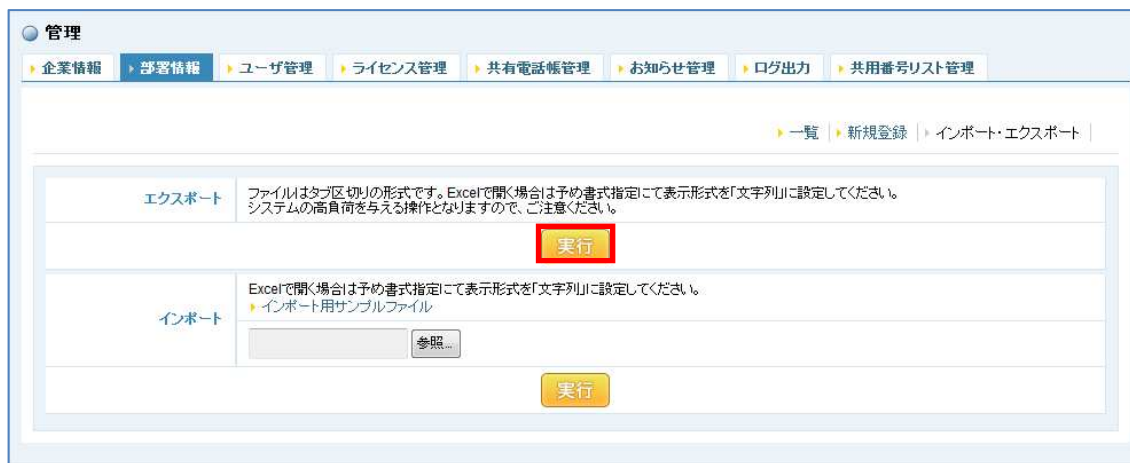 管理
企業情報 部署情報 ユーザ管理 ライセンス管理 共有電話帳管理 お知らせ管理 ログ出力 共用番号リスト管理
一覧 新規登録 インポート・エクスポート
エクスポート
ファイルはタブ区切りの形式です。Excelで開く場合は予め書式指定にて表示形式を「文字列」に設定してください。
システムの高負荷を与える操作となりますので、ご注意ください。
実行
インポート
Excelで開く場合は予め書式指定にて表示形式を「文字列」に設定してください。
インポート用サンプルファイル
参照...
実行